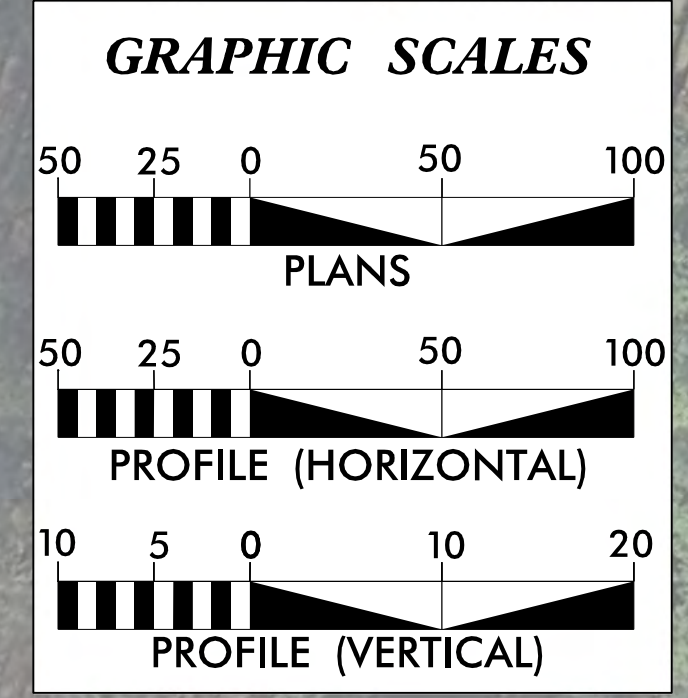 GRAPHIC SCALES
50 25 0 50 100
PLANS
50 25 0 50 100
PROFILE (HORIZONTAL)
10 5 0 10 20
PROFILE (VERTICAL)